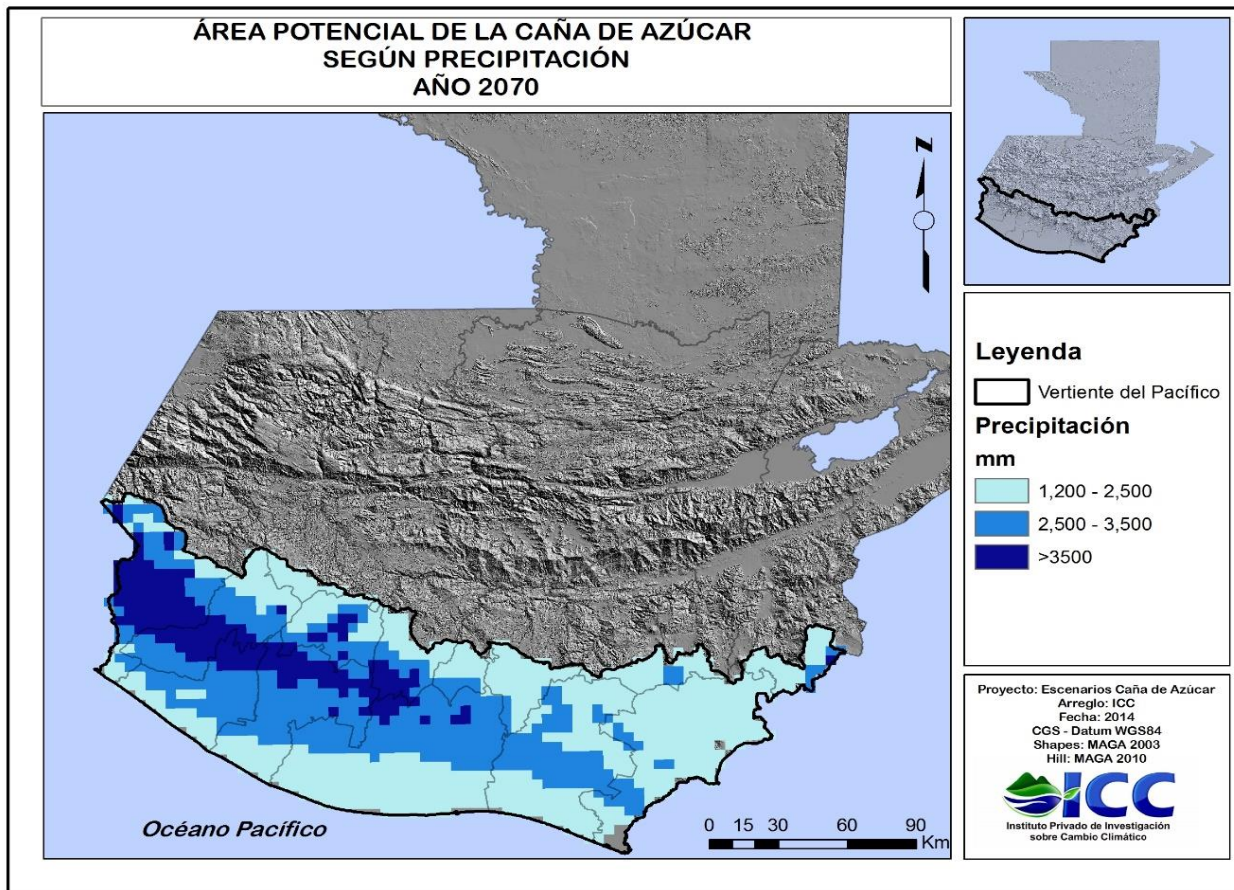 ÁREA POTENCIAL DE LA CAÑA DE AZÚCAR
SEGÚN PRECIPITACIÓN
AÑO 2070
Z
Océano Pacífico
0 15 30 60 90
Km
Leyenda
Vertiente del Pacífico
Precipitación
mm
1,200 - 2,500
2,500 - 3,500
>3500
Proyecto: Escenarios Caña de Azúcar
Arreglo: ICC
Fecha: 2014
CGS - Datum WGS84
Shapes: MAGA 2003
Hill: MAGA 2010
ICC
Instituto Privado de Investigación
sobre Cambio Climático